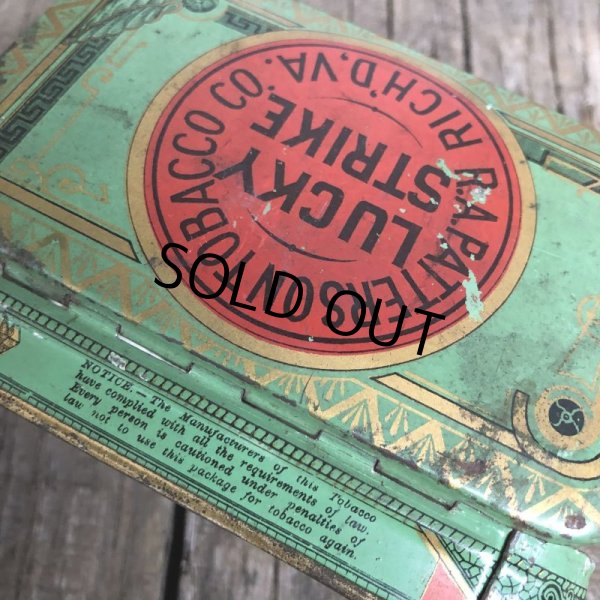 R.A. PATTERSON TOBACCO CO.
RICH'D, VA.
LUCKY
STRIKE
SOLD OUT
NOTICE.. The Manufacturers of this Tobacco
have complied with all the requirements of law.
Every person is cautioned under penalties of
law not to use this package for tobacco again.